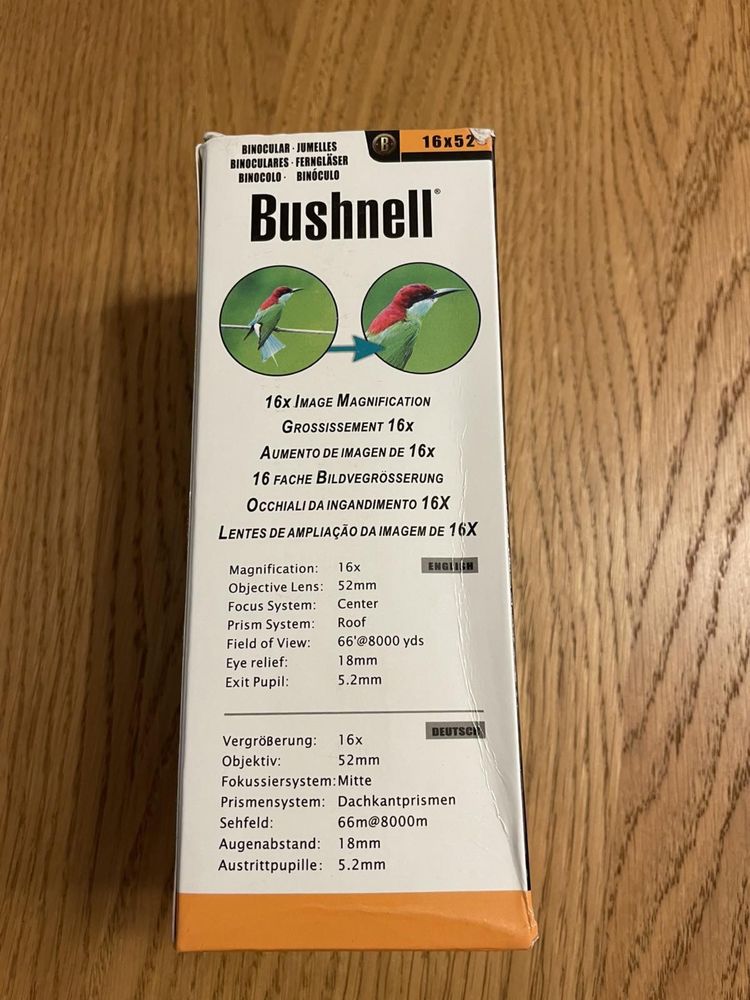 BINOCULAR · JUMELLES
BINOCULARES · FERNGLÄSER
BINOCOLO · BINÓCULO
B
16x52
Bushnell®
16x IMAGE MAGNIFICATION
GROSSISSEMENT 16x
AUMENTO DE IMAGEN DE 16x
16 FACHE BILDVEGRÖSSERUNG
OCCHIALI DA INGANDIMENTO 16X
LENTES DE AMPLIAÇÃO DA IMAGEM DE 16X
ENGLISH
Magnification: 16x
Objective Lens: 52mm
Focus System: Center
Prism System: Roof
Field of View: 66'@8000 yds
Eye relief: 18mm
Exit Pupil: 5.2mm
DEUTSCH
Vergrößerung: 16x
Objektiv: 52mm
Fokussiersystem: Mitte
Prismensystem: Dachkantprismen
Sehfeld: 66m@8000m
Augenabstand: 18mm
Austrittpupille: 5.2mm